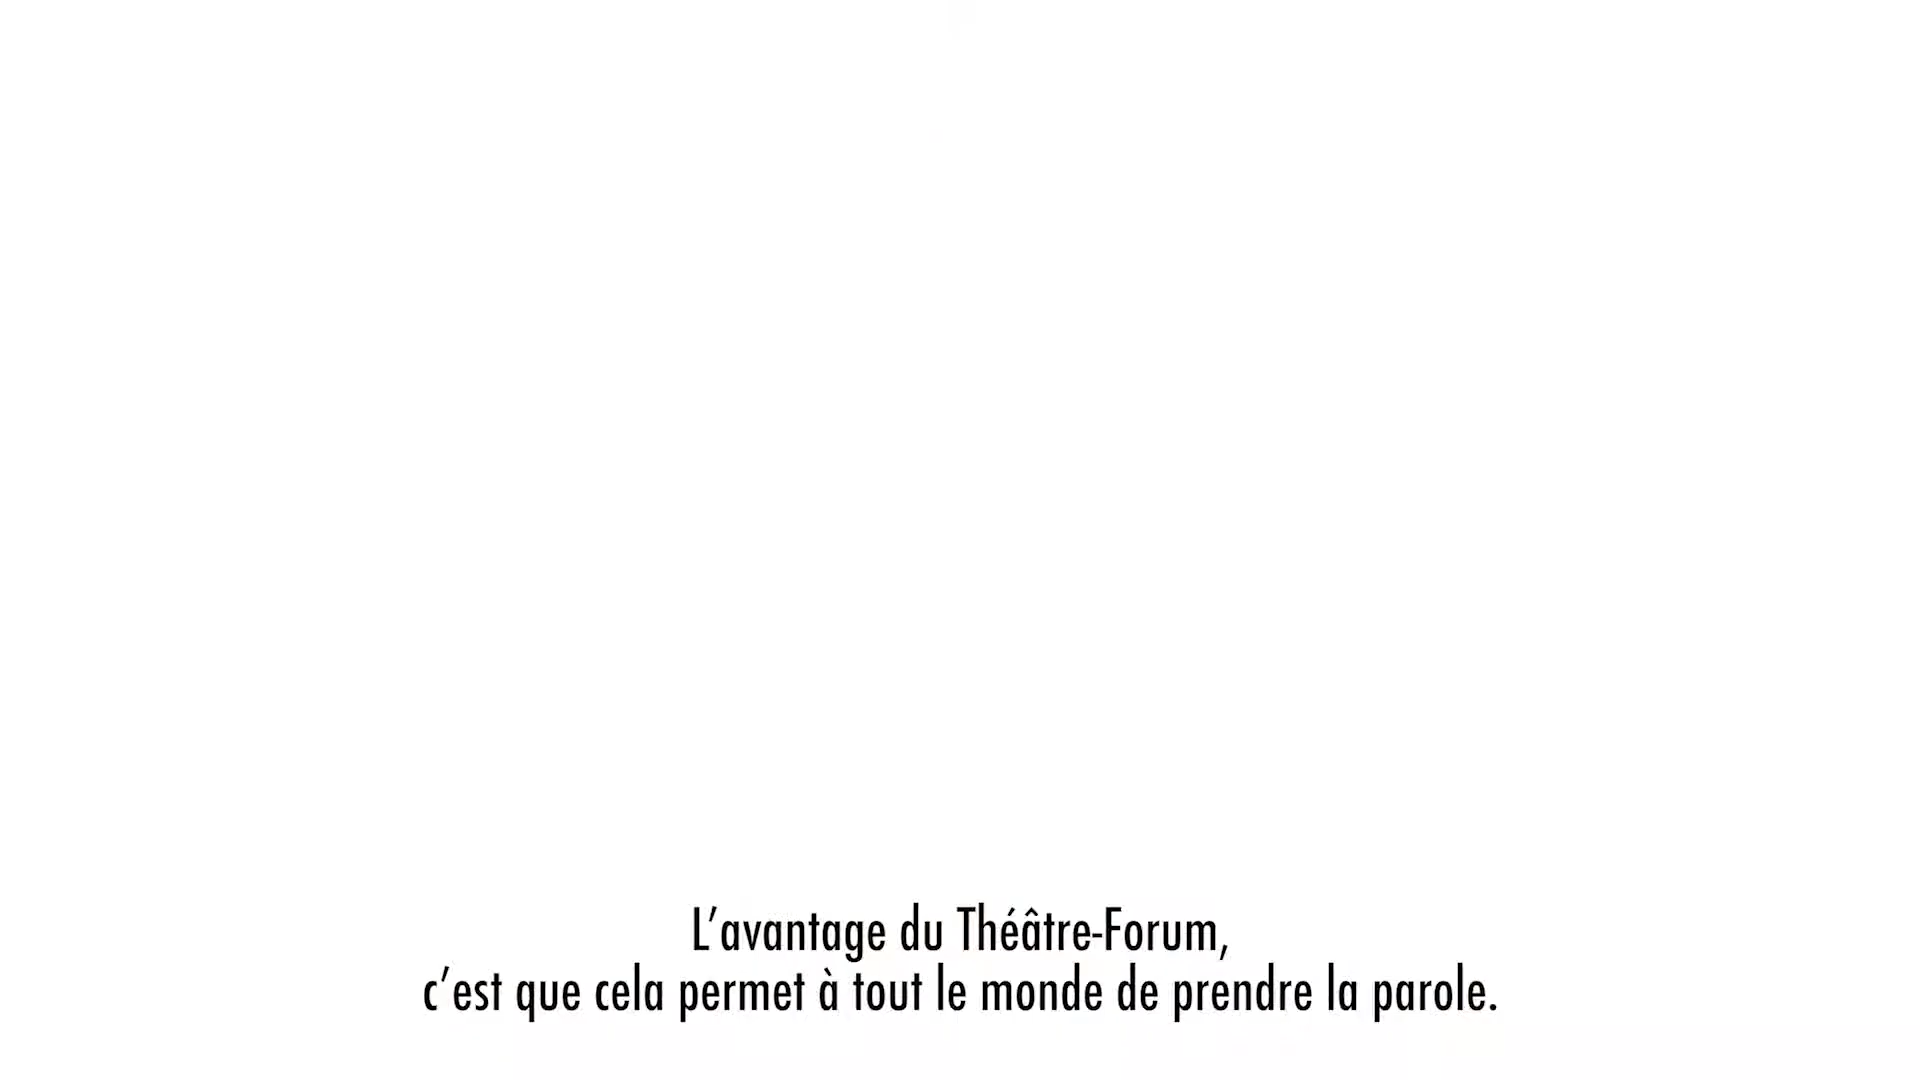 L’avantage du Théâtre-Forum,
c’est que cela permet à tout le monde de prendre la parole.